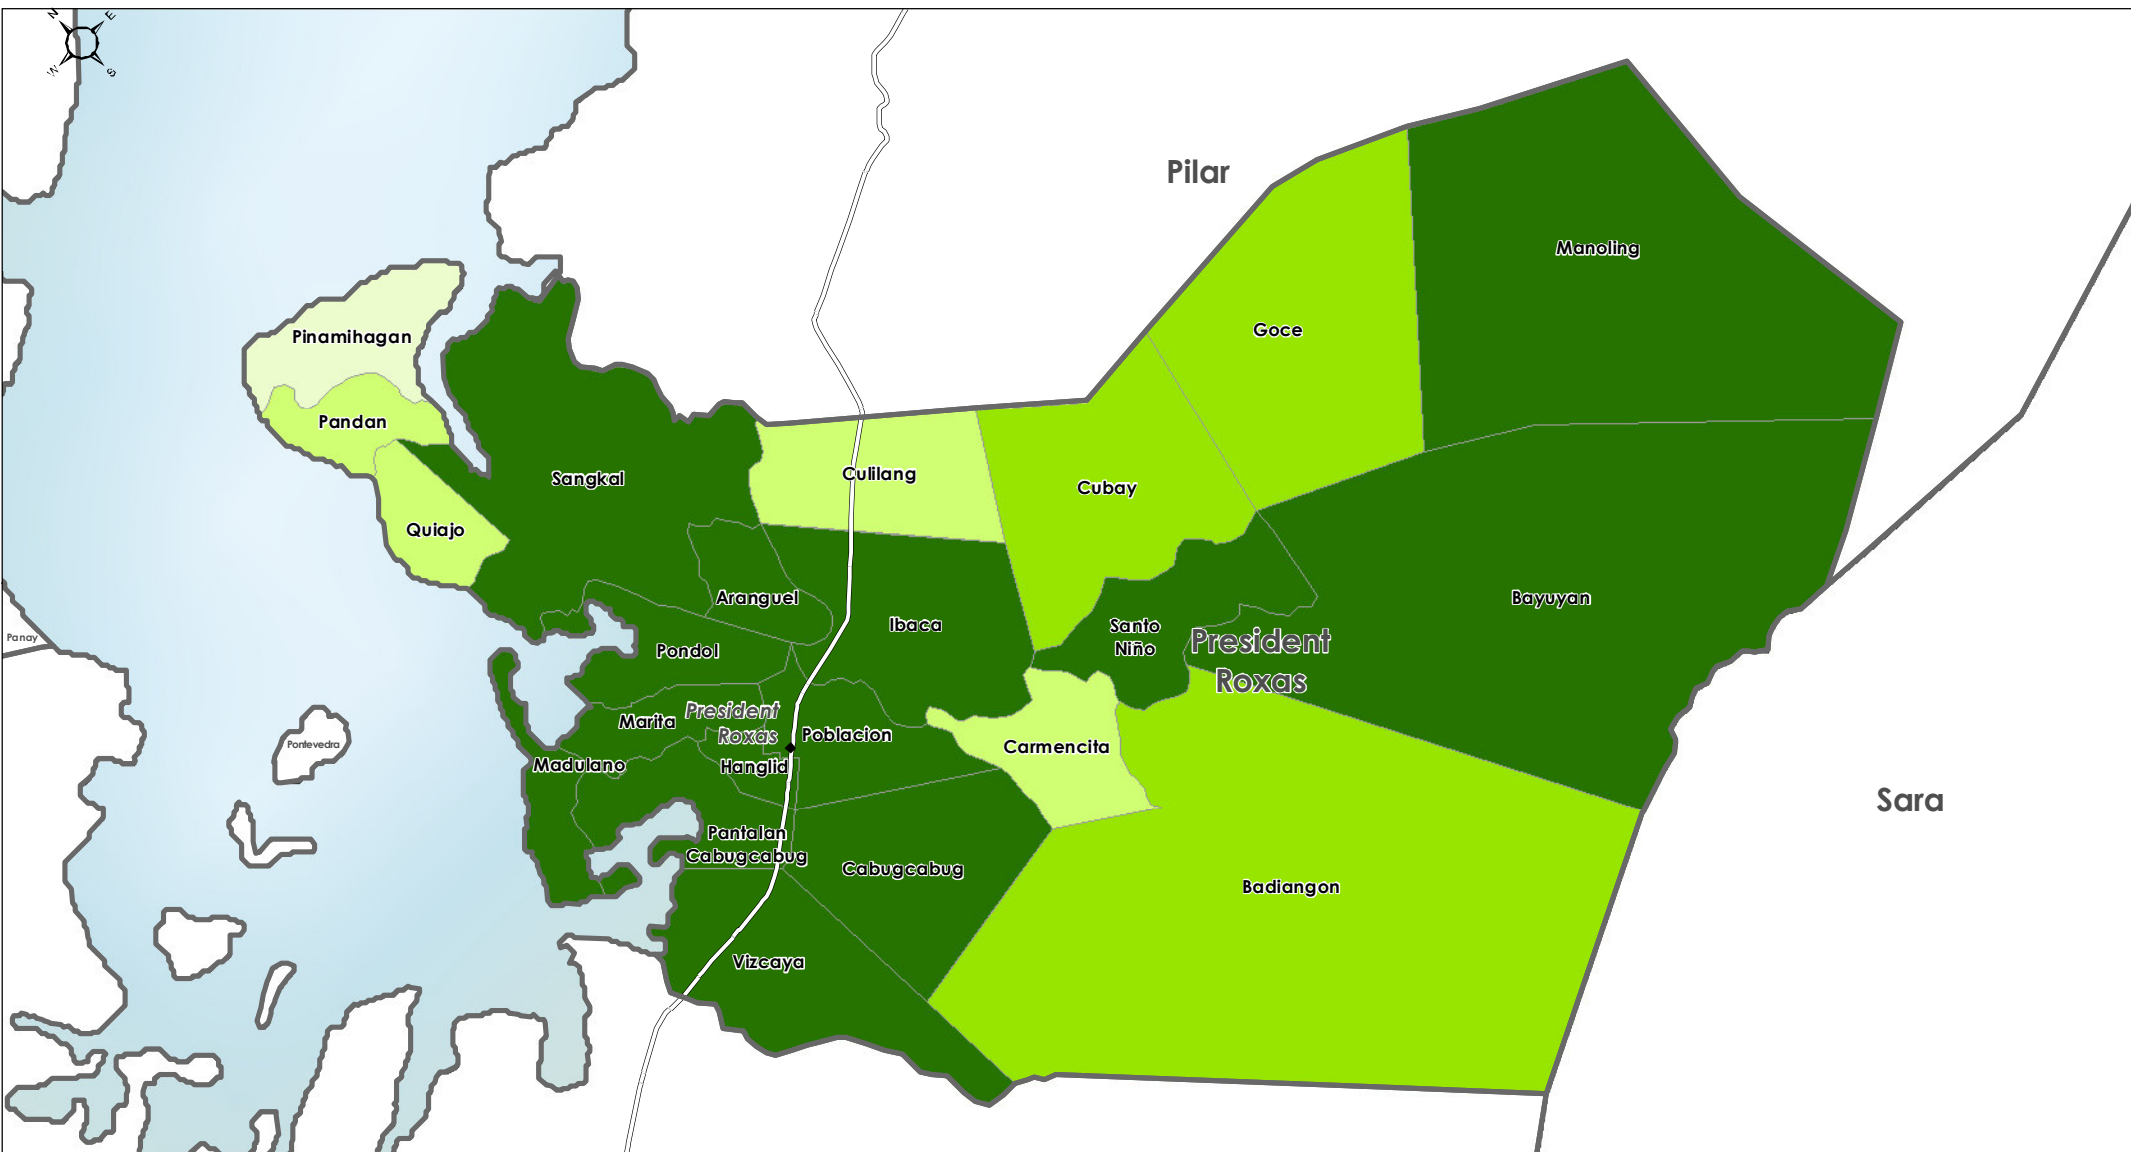 N
E
W
S
Pilar
Manoling
Goce
Pinamihagan
Pandan
Sangkal
Culilang
Cubay
Quiajo
Aranguel
Ibaca
Santo
Niño
Bayuyan
Panay
Pondol
President
Roxas
Marita
President
Roxas
Poblacion
Pontevedra
Carmencita
Madulano
Hanglid
Sara
Pantalan
Cabugcabug
Cabugcabug
Badiangon
Vizcaya